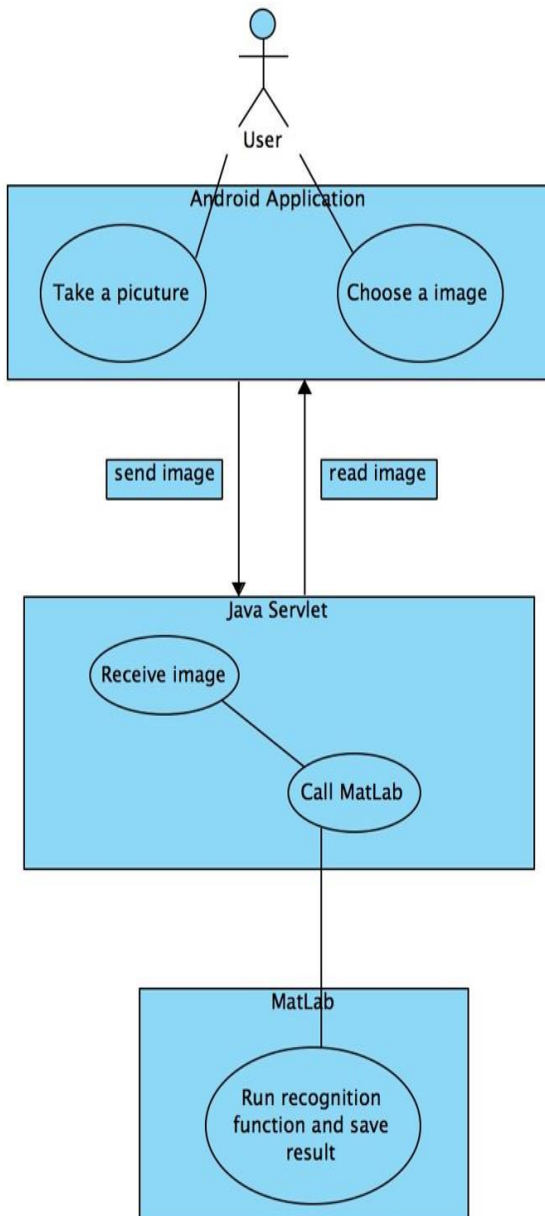 User
Android Application
Take a picuture
Choose a image
send image
read image
Java Servlet
Receive image
Call MatLab
MatLab
Run recognition
function and save
result